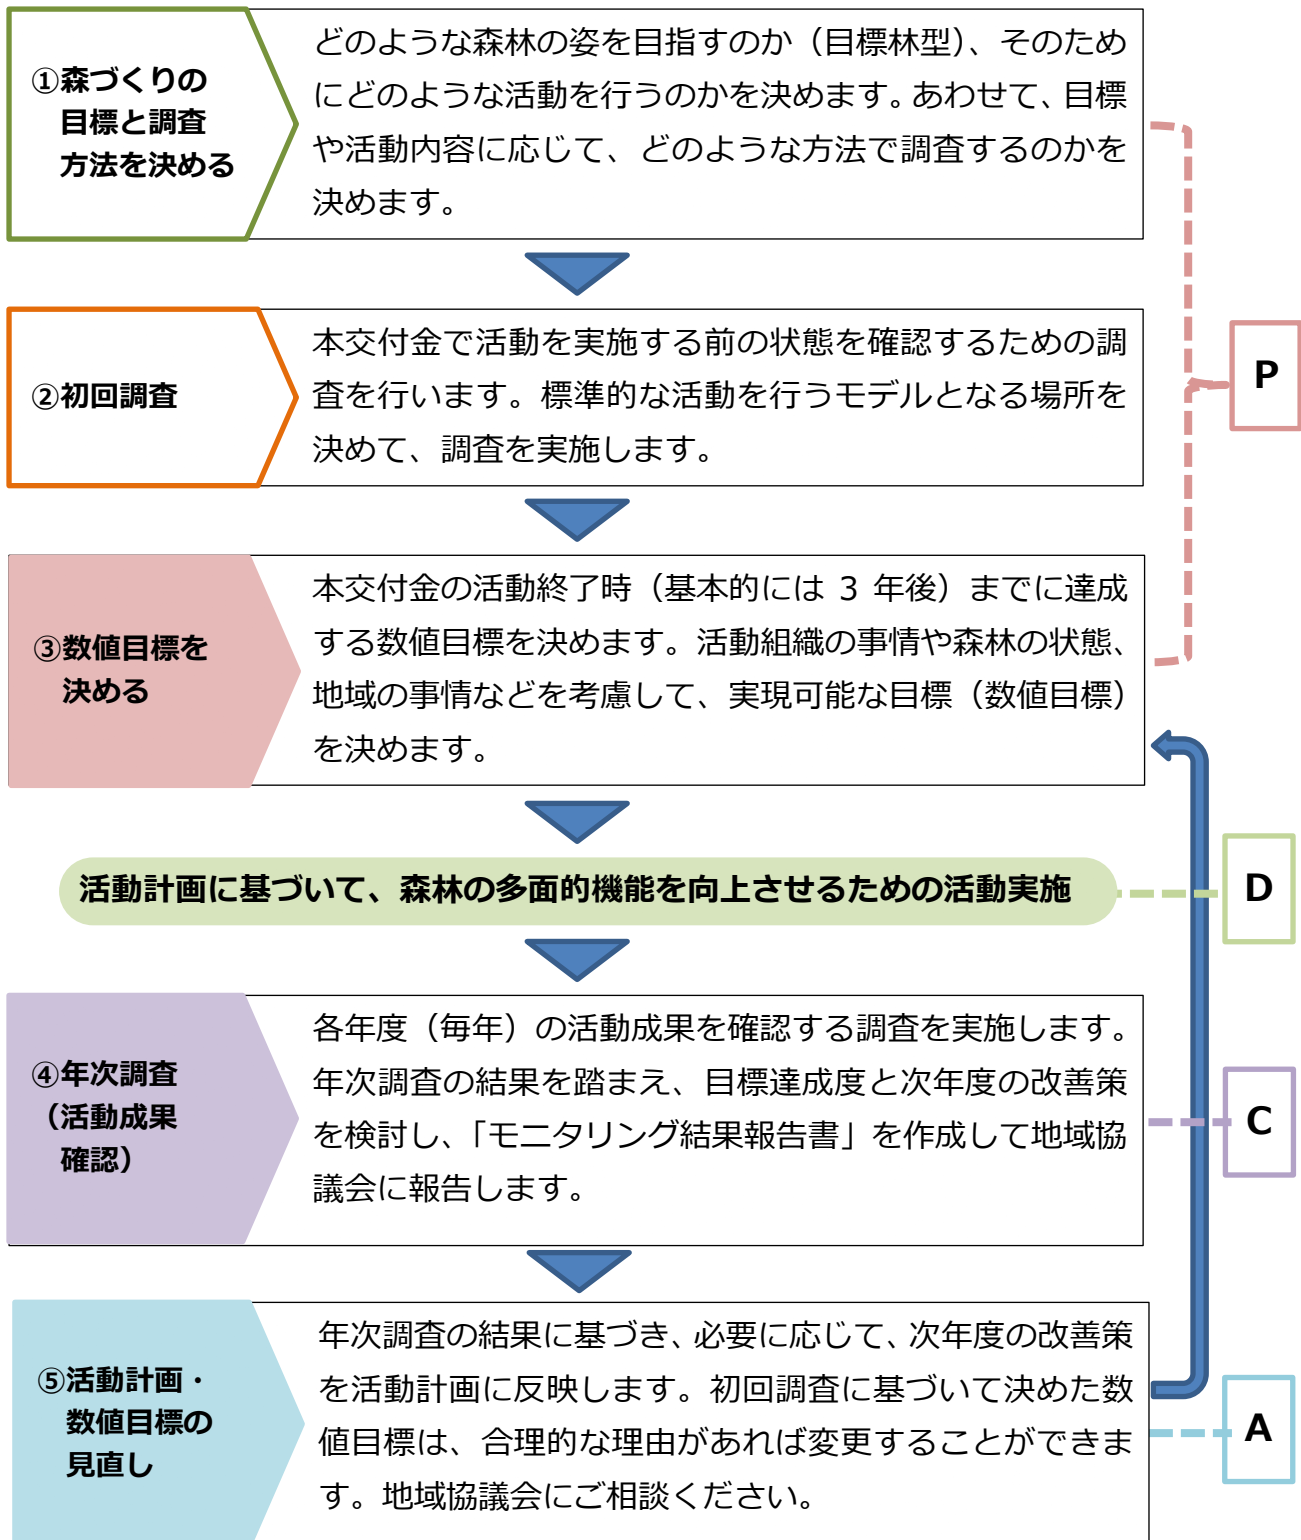 ①森づくりの
目標と調査
方法を決める
どのような森林の姿を目指すのか（目標林型）、そのため
にどのような活動を行うのかを決めます。あわせて、目標
や活動内容に応じて、どのような方法で調査するのかを
決めます。
②初回調査
本交付金で活動を実施する前の状態を確認するための調
査を行います。標準的な活動を行うモデルとなる場所を
決めて、調査を実施します。
P
③数値目標を
決める
本交付金の活動終了時（基本的には 3 年後）までに達成
する数値目標を決めます。活動組織の事情や森林の状態、
地域の事情などを考慮して、実現可能な目標（数値目標）
を決めます。
活動計画に基づいて、森林の多面的機能を向上させるための活動実施
D
④年次調査
（活動成果
確認）
各年度（毎年）の活動成果を確認する調査を実施します。
年次調査の結果を踏まえ、目標達成度と次年度の改善策
を検討し、「モニタリング結果報告書」を作成して地域協
議会に報告します。
C
⑤活動計画・
数値目標の
見直し
年次調査の結果に基づき、必要に応じて、次年度の改善策
を活動計画に反映します。初回調査に基づいて決めた数
値目標は、合理的な理由があれば変更することができま
す。地域協議会にご相談ください。
A